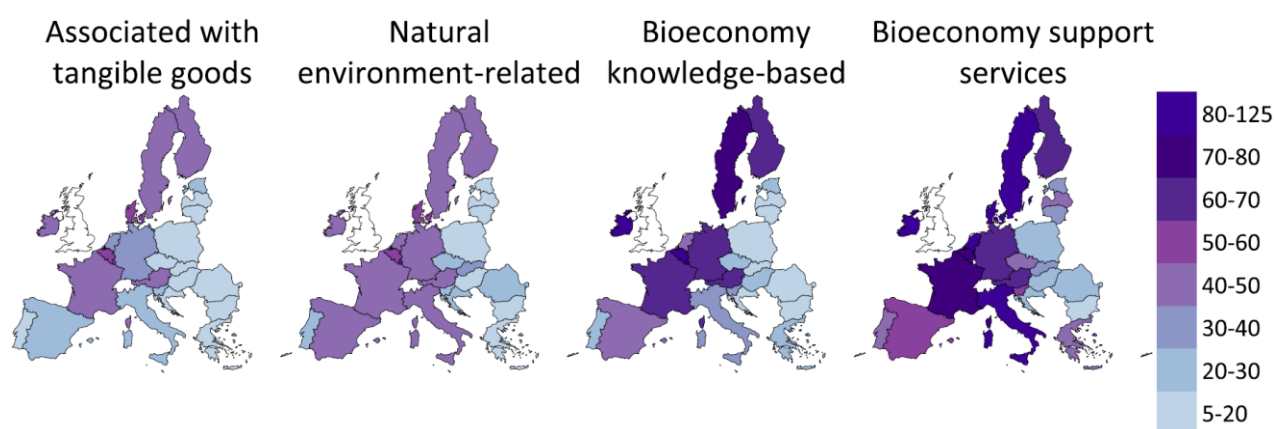 Associated with
tangible goods
Natural
environment-related
Bioeconomy
knowledge-based
Bioeconomy support
services
80-125
70-80
60-70
50-60
40-50
30-40
20-30
5-20